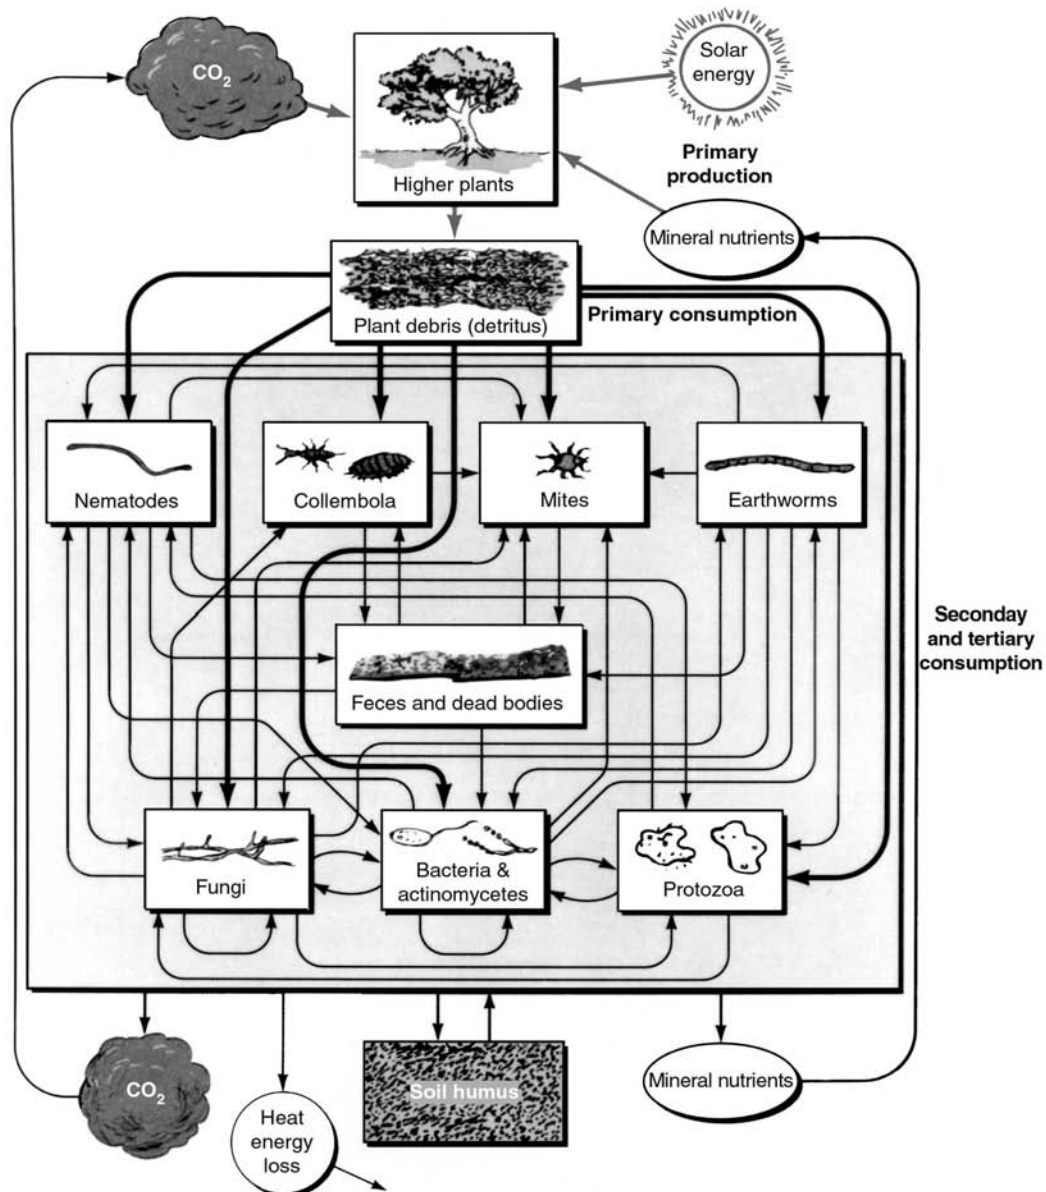 CO2
Solar
energy
Higher plants
Primary
production
Mineral nutrients
Plant debris (detritus)
Primary consumption
Nematodes
Collembola
Mites
Earthworms
Seconday
and tertiary
consumption
Feces and dead bodies
Fungi
Bacteria &
actinomycetes
Protozoa
CO2
Heat
energy
loss
Soil humus
Mineral nutrients